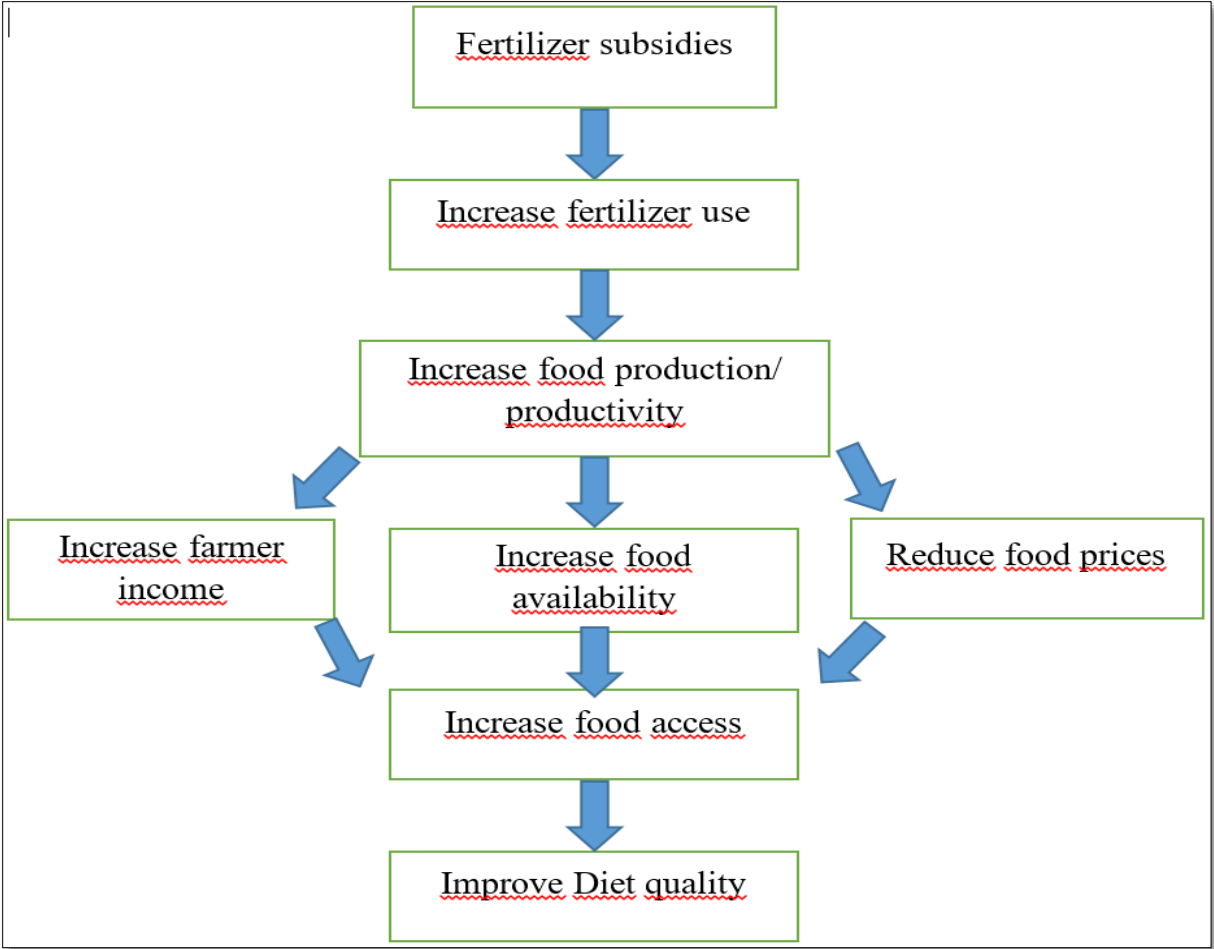 Fertilizer subsidies
Increase fertilizer use
Increase food production/
productivity
Increase farmer
income
Increase food
availability
Reduce food prices
Increase food access
Improve Diet quality